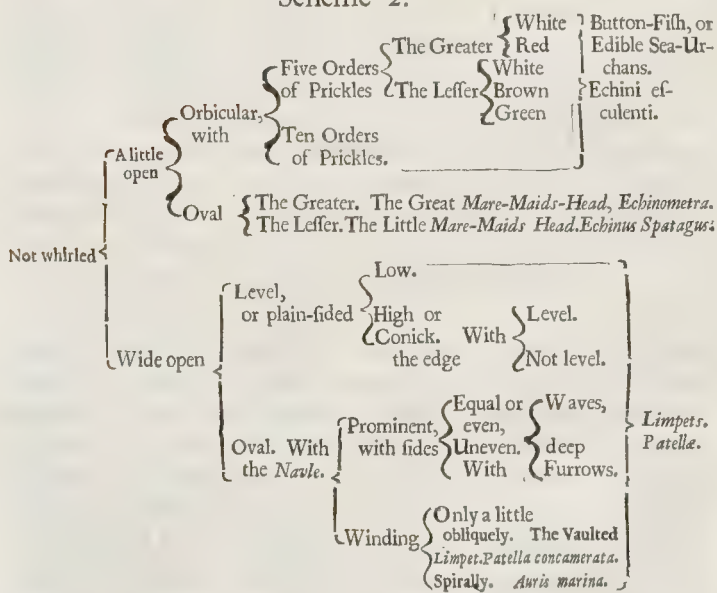 Scheme 2.
White
Button-Fiſh, or
The Greater
Red
Edible Sea-Ur-
Five Orders
White
chans.
of Prickles
The Leſſer
Brown
Echini eſ-
Orbicular,
Green
culenti.
with
Ten Orders
A little
of Prickles.
open
Oval
The Greater. The Great Mare-Maids-Head, Echinometra.
The Leſſer. The Little Mare-Maids Head. Echinus Spatagus.
Not whirled
Low.
Level,
or plain-ſided
High or
Level.
Conick.
With
the edge
Not level.
Wide open
Equal or
Waves,
Prominent,
even,
Limpets.
Oval. With
with ſides
Uneven.
deep
Patellæ.
the Navle.
With
Furrows.
Only a little
Winding
obliquely. The Vaulted
Limpet. Patella concamerata.
Spirally. Auris marina.